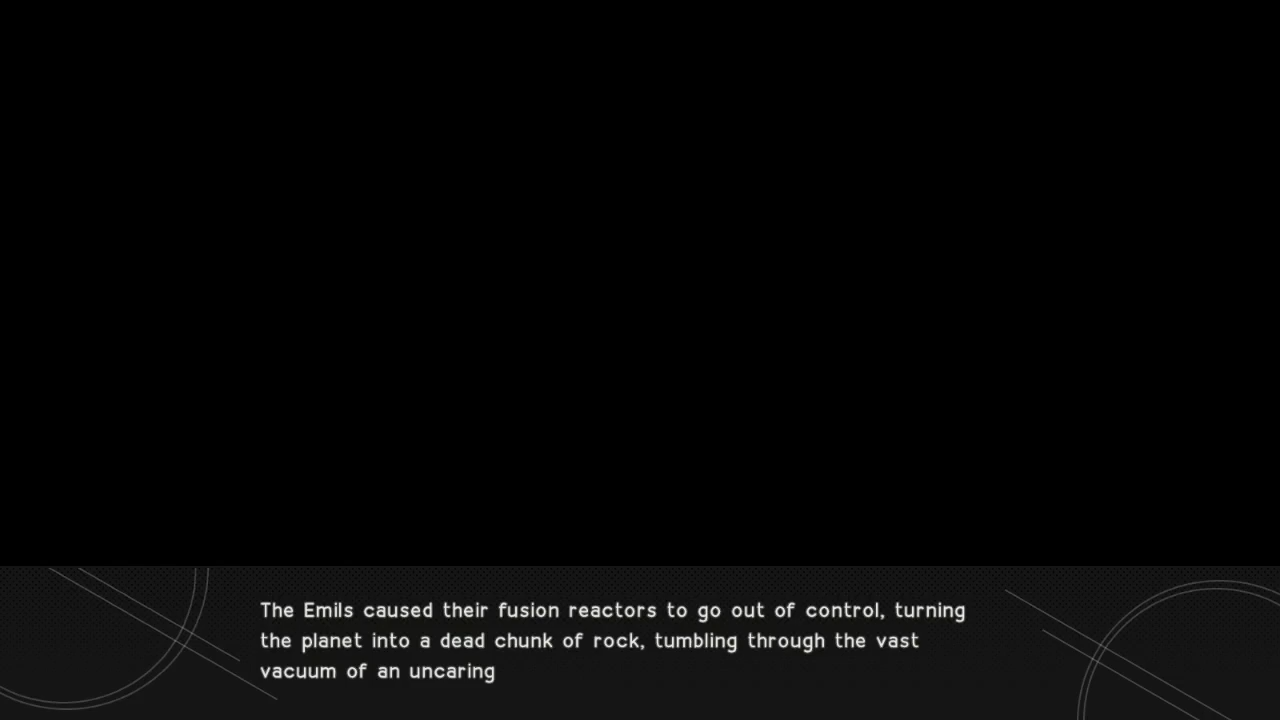 The Emils caused their fusion reactors to go out of control, turning
the planet into a dead chunk of rock, tumbling through the vast
vacuum of an uncaring